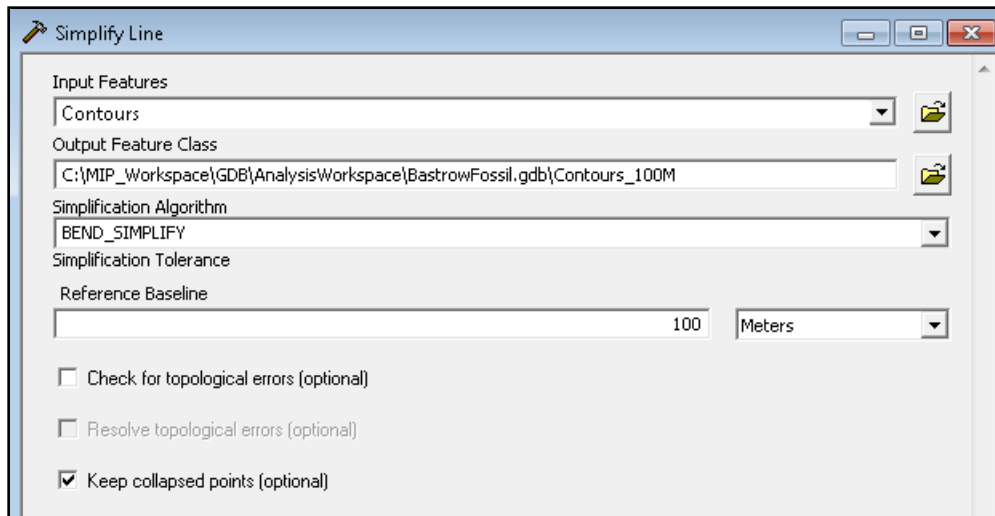 Simplify Line
Input Features
Contours
Output Feature Class
C:\MIP_Workspace\GDB\AnalysisWorkspace\BastrowFossil.gdb\Contours_100M
Simplification Algorithm
BEND_SIMPLIFY
Simplification Tolerance
Reference Baseline
100 Meters
Check for topological errors (optional)
Resolve topological errors (optional)
Keep collapsed points (optional)